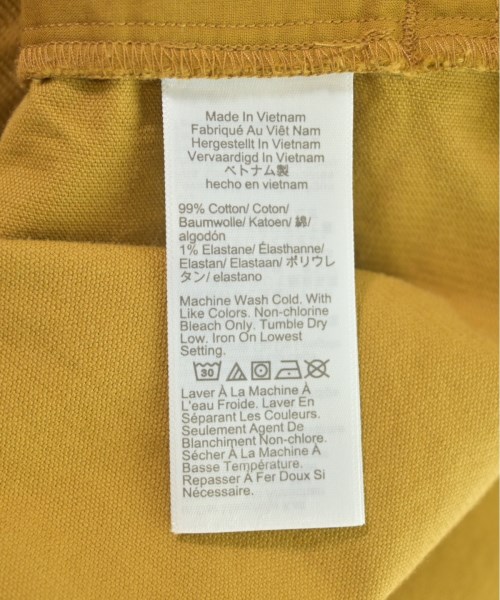 Made In Vietnam
Fabriqué Au Viêt Nam
Hergestellt In Vietnam
Vervaardigd In Vietnam
ベトナム製
hecho en vietnam
99% Cotton/ Coton/
Baumwolle/ Katoen/ 綿/
algodón
1% Elastane/ Élasthanne/
Elastan/ Elastaan/ ポリウレ
タン/ elastano
Machine Wash Cold. With
Like Colors. Non-chlorine
Bleach Only. Tumble Dry
Low. Iron On Lowest
Setting.
30
Laver À La Machine À
L'eau Froide. Laver En
Séparant Les Couleurs.
Seulement Agent De
Blanchiment Non-chlore.
Sécher À La Machine À
Basse Température.
Repasser À Fer Doux Si
Nécessaire.